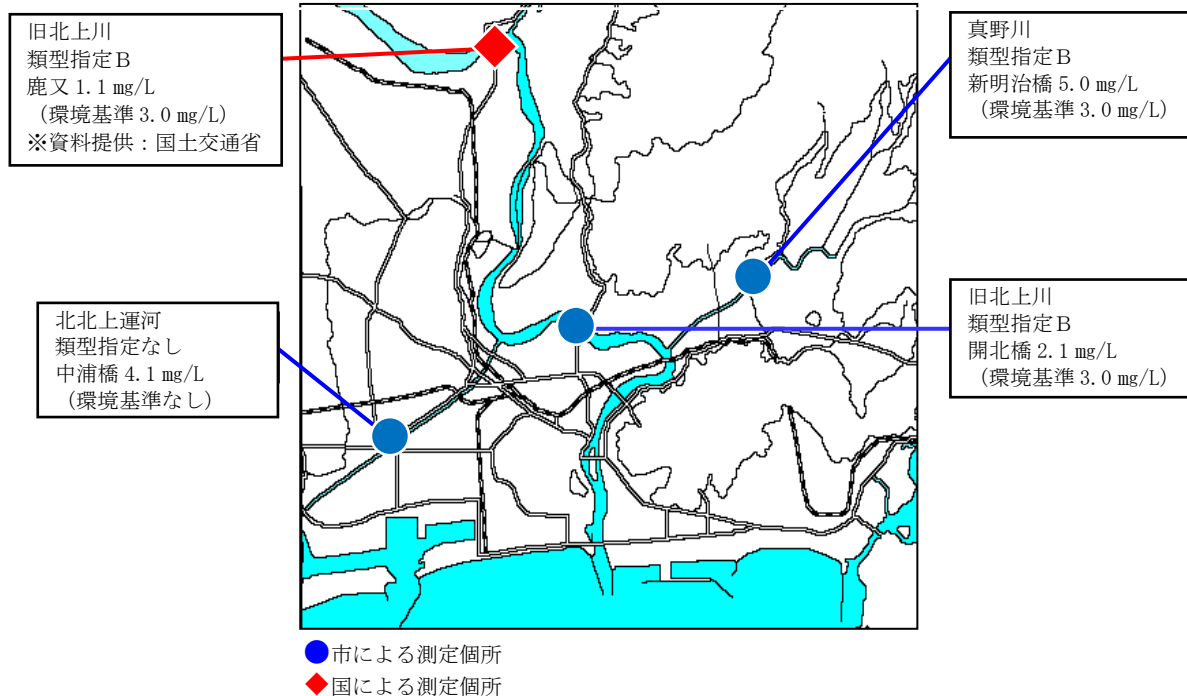 旧北上川
類型指定B
鹿又 1.1 mg/L
（環境基準 3.0 mg/L）
※資料提供：国土交通省
真野川
類型指定B
新明治橋 5.0 mg/L
（環境基準 3.0 mg/L）
北北上運河
類型指定なし
中浦橋 4.1 mg/L
（環境基準なし）
旧北上川
類型指定B
開北橋 2.1 mg/L
（環境基準 3.0 mg/L）
市による測定個所
国による測定個所